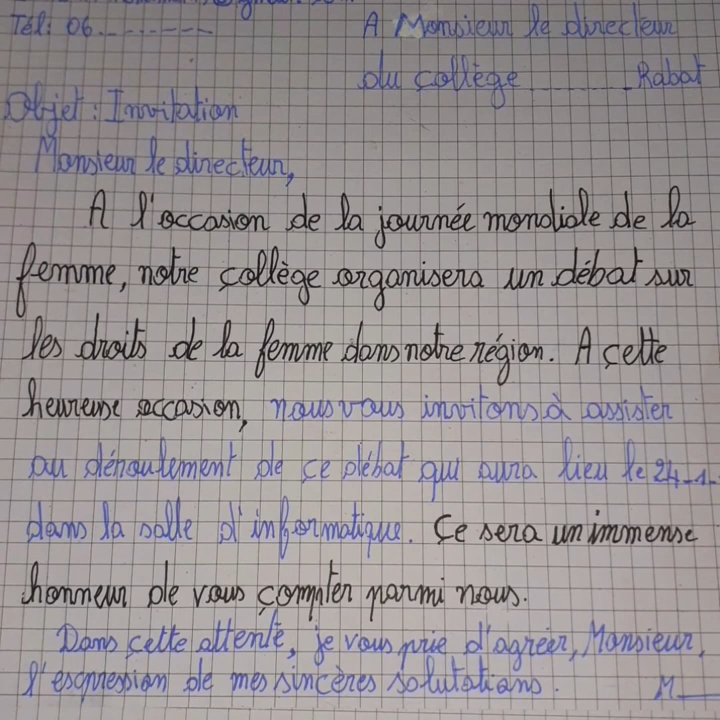 Tél: 06.........
A Monsieur le directeur
du collège ........... Rabat
Objet : Invitation
Monsieur le directeur,
A l'occasion de la journée mondiale de la
femme, notre collège organisera un débat sur
les droits de la femme dans notre région. A cette
heureuse occasion, nous vous invitons à assister
au déroulement de ce débat qui aura lieu le 24-1-
dans la salle d'informatique. Ce sera un immense
honneur de vous compter parmi nous.
Dans cette attente, je vous prie d'agréer, Monsieur,
l'expression de mes sincères salutations. M